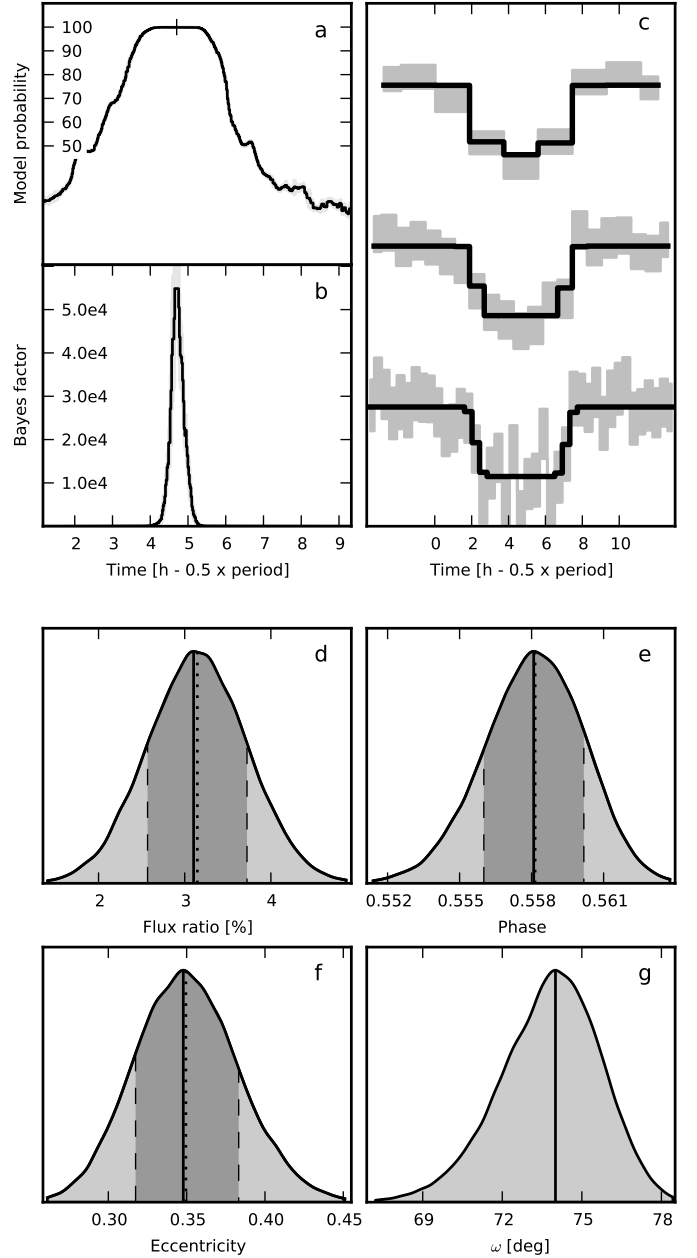 a
100
90
80
70
60
50
Model probability
b
5.0e4
4.0e4
3.0e4
2.0e4
1.0e4
Bayes factor
2 3 4 5 6 7 8 9
Time [h - 0.5 x period]
c
0 2 4 6 8 10
Time [h - 0.5 x period]
d
2 3 4
Flux ratio [%]
e
0.552 0.555 0.558 0.561
Phase
f
0.30 0.35 0.40 0.45
Eccentricity
g
69 72 75 78
ω [deg]